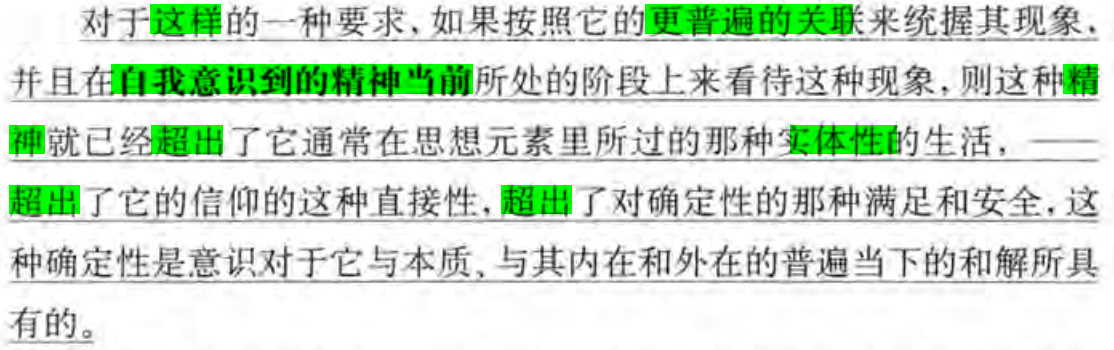 对于这样的一种要求，如果按照它的更普遍的关联来统握其现象，
并且在自我意识到的精神当前所处的阶段上来看待这种现象，则这种精
神就已经超出了它通常在思想元素里所过的那种实体性的生活，——
超出了它的信仰的这种直接性，超出了对确定性的那种满足和安全，这
种确定性是意识对于它与本质、与其内在和外在的普遍当下的和解所具
有的。